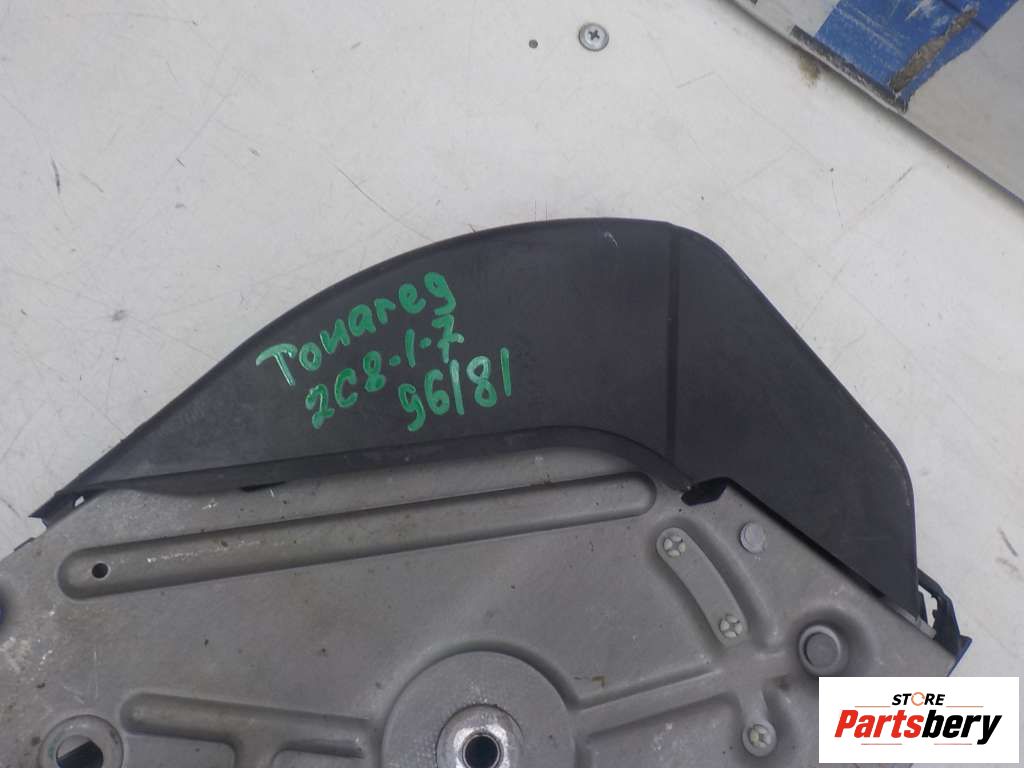 Touareg
2C8-1-7
96181
STORE
Partsbery